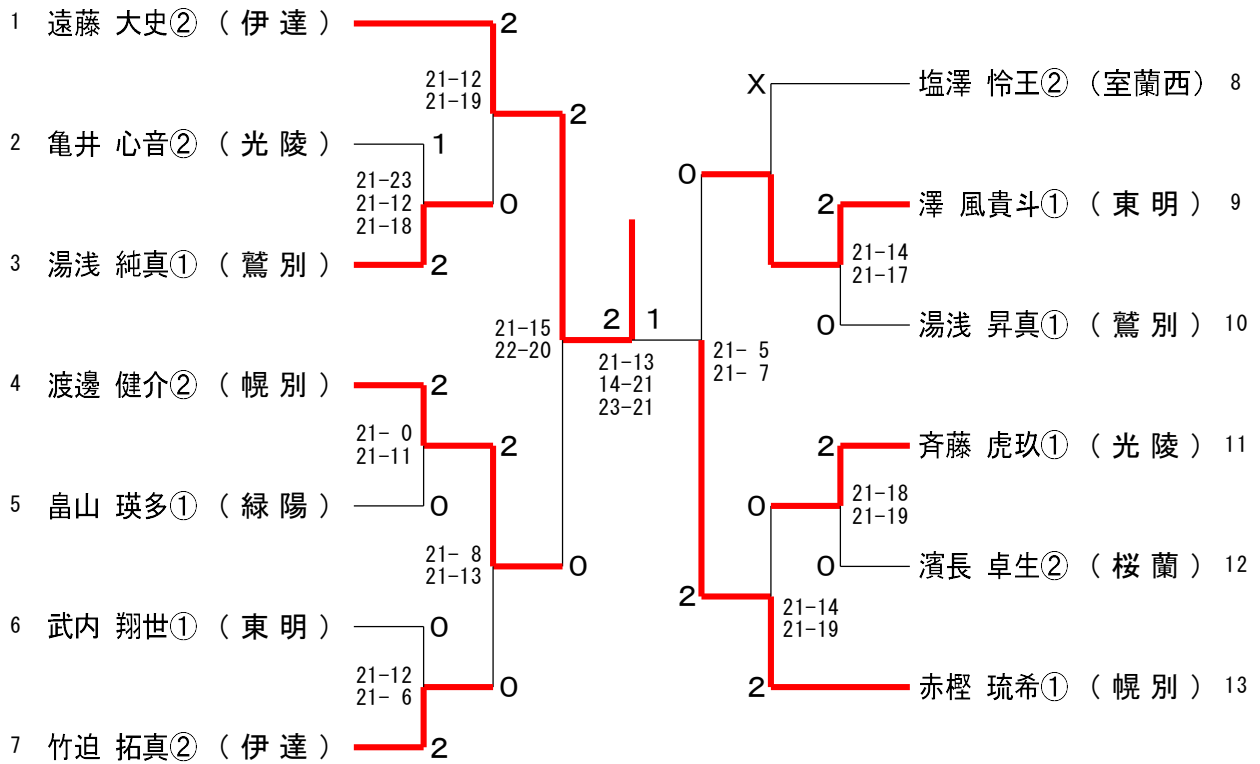 1 遠藤 大史② （ 伊 達 ） 2
21-12
21-19
2
2 亀井 心音② （ 光 陵 ） 1
21-23
21-12
21-18
0
3 湯浅 純真① （ 鷲 別 ） 2
21-15
22-20
4 渡邊 健介② （ 幌 別 ） 2
21- 0
21-11
2
5 畠山 瑛多① （ 緑 陽 ） 0
21- 8
21-13
0
6 武内 翔世① （ 東 明 ） 0
21-12
21- 6
0
7 竹迫 拓真② （ 伊 達 ） 2
2 1
21-13
14-21
23-21
X 塩澤 怜王② （室蘭西） 8
0
2 澤 風貴斗① （ 東 明 ） 9
21-14
21-17
0 湯浅 昇真① （ 鷲 別 ） 10
21- 5
21- 7
2 斉藤 虎玖① （ 光 陵 ） 11
0
21-18
21-19
0 濱長 卓生② （ 桜 蘭 ） 12
2
21-14
21-19
2 赤樫 琉希① （ 幌 別 ） 13